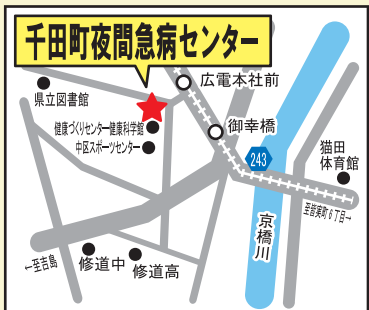 千田町夜間急病センター
広電本社前
県立図書館
健康づくりセンター健康科学館
中区スポーツセンター
御幸橋
243
猫田
体育館
至皆実町6丁目→
京橋川
←至吉島
修道中
修道高